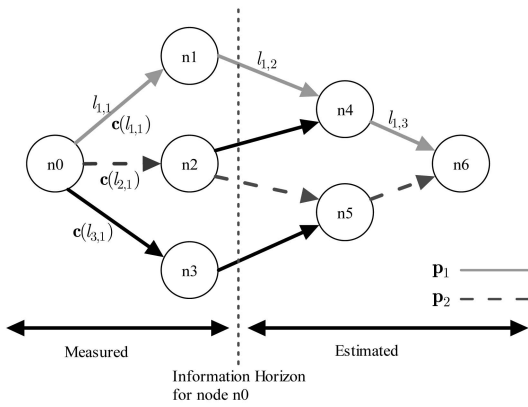 n1
l1,2
l1,1
c(l1,1)
n4
l1,3
n0
n2
n6
c(l2,1)
n5
c(l3,1)
n3
p1
p2
Measured
Estimated
Information Horizon
for node n0